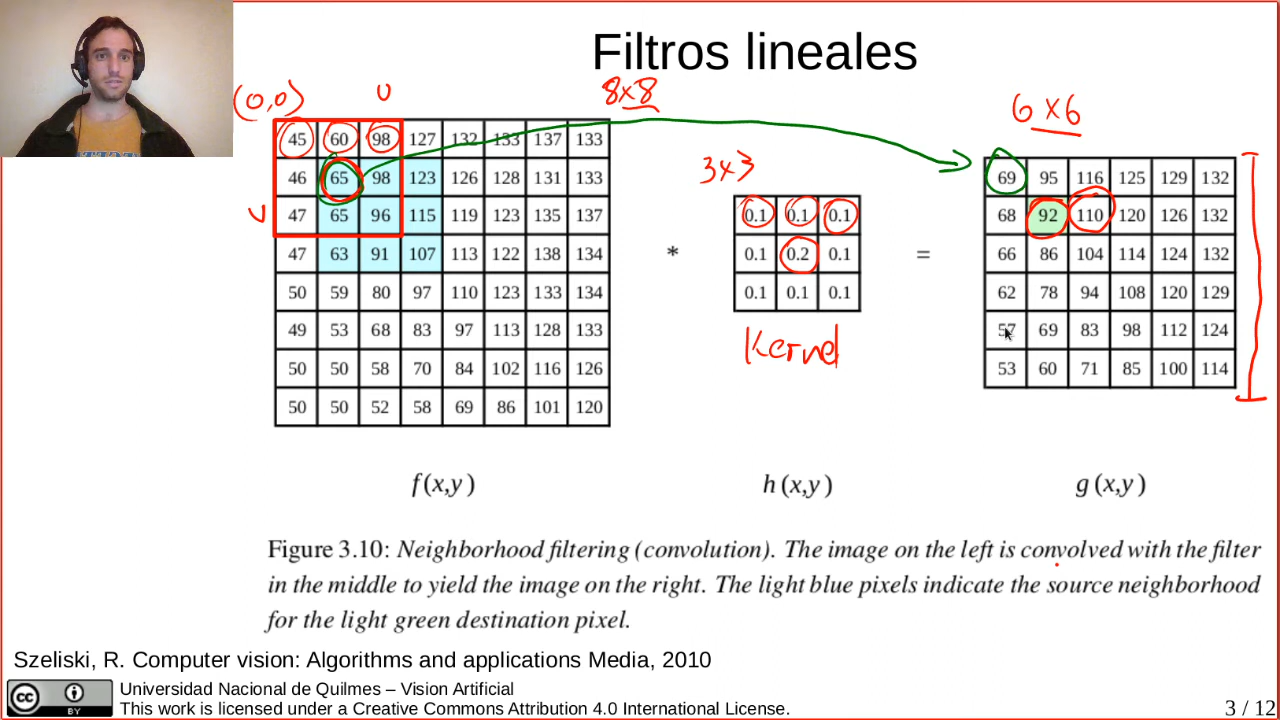 Filtros lineales
(0,0)
u
8x8
6 x 6
45 60 98 127 132 133 137 133
46 65 98 123 126 128 131 133
v
47 65 96 115 119 123 135 137
47 63 91 107 113 122 138 134
50 59 80 97 110 123 133 134
49 53 68 83 97 113 128 133
50 50 58 70 84 102 116 126
50 50 52 58 69 86 101 120
f(x,y)
*
3x3
0.1 0.1 0.1
0.1 0.2 0.1
0.1 0.1 0.1
Kernel
h(x,y)
=
69 95 116 125 129 132
68 92 110 120 126 132
66 86 104 114 124 132
62 78 94 108 120 129
57 69 83 98 112 124
53 60 71 85 100 114
g(x,y)
Figure 3.10: Neighborhood filtering (convolution). The image on the left is convolved with the filter
in the middle to yield the image on the right. The light blue pixels indicate the source neighborhood
for the light green destination pixel.
Szeliski, R. Computer vision: Algorithms and applications Media, 2010
cc BY
Universidad Nacional de Quilmes – Vision Artificial
This work is licensed under a Creative Commons Attribution 4.0 International License.
3 / 12